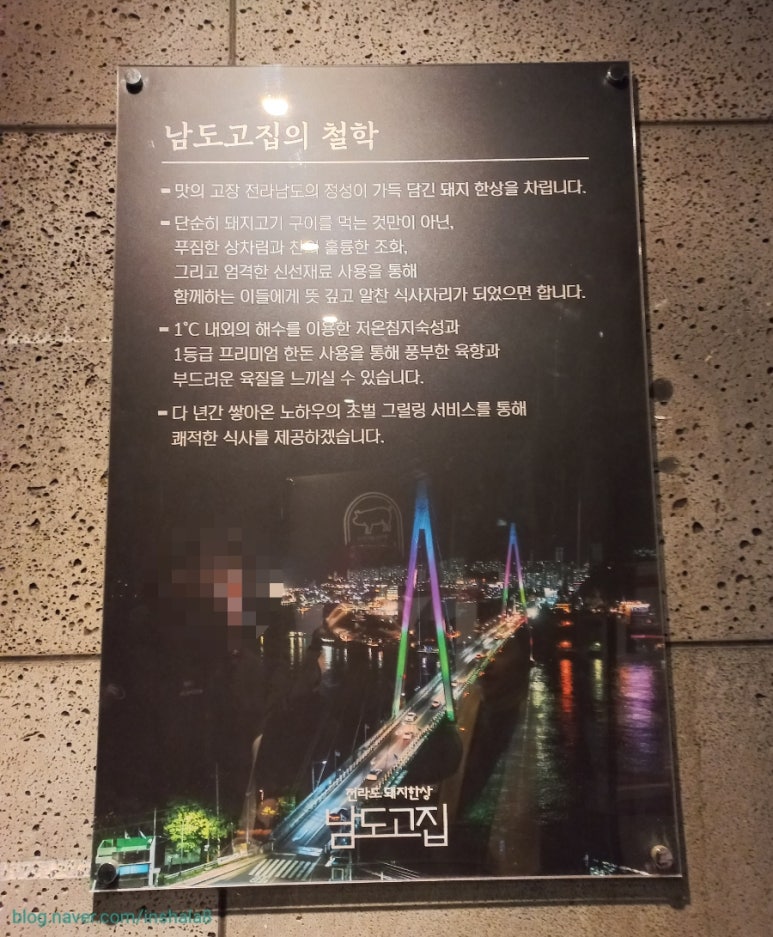 남도고집의 철학
- 맛의 고장 전라남도의 정성이 가득 담긴 돼지 한상을 차립니다.
- 단순히 돼지고기 구이를 먹는 것만이 아닌,
푸짐한 상차림과 훌륭한 조화,
그리고 엄격한 신선재료 사용을 통해
함께하는 이들에게 뜻 깊고 알찬 식사자리가 되었으면 합니다.
- 1℃ 내외의 해수를 이용한 저온침지숙성과
1등급 프리미엄 한돈 사용을 통해 풍부한 육향과
부드러운 육질을 느끼실 수 있습니다.
- 다 년간 쌓아온 노하우의 초벌 그릴링 서비스를 통해
쾌적한 식사를 제공하겠습니다.
전라도 돼지한상
남도고집
blog.naver.com/inshala8